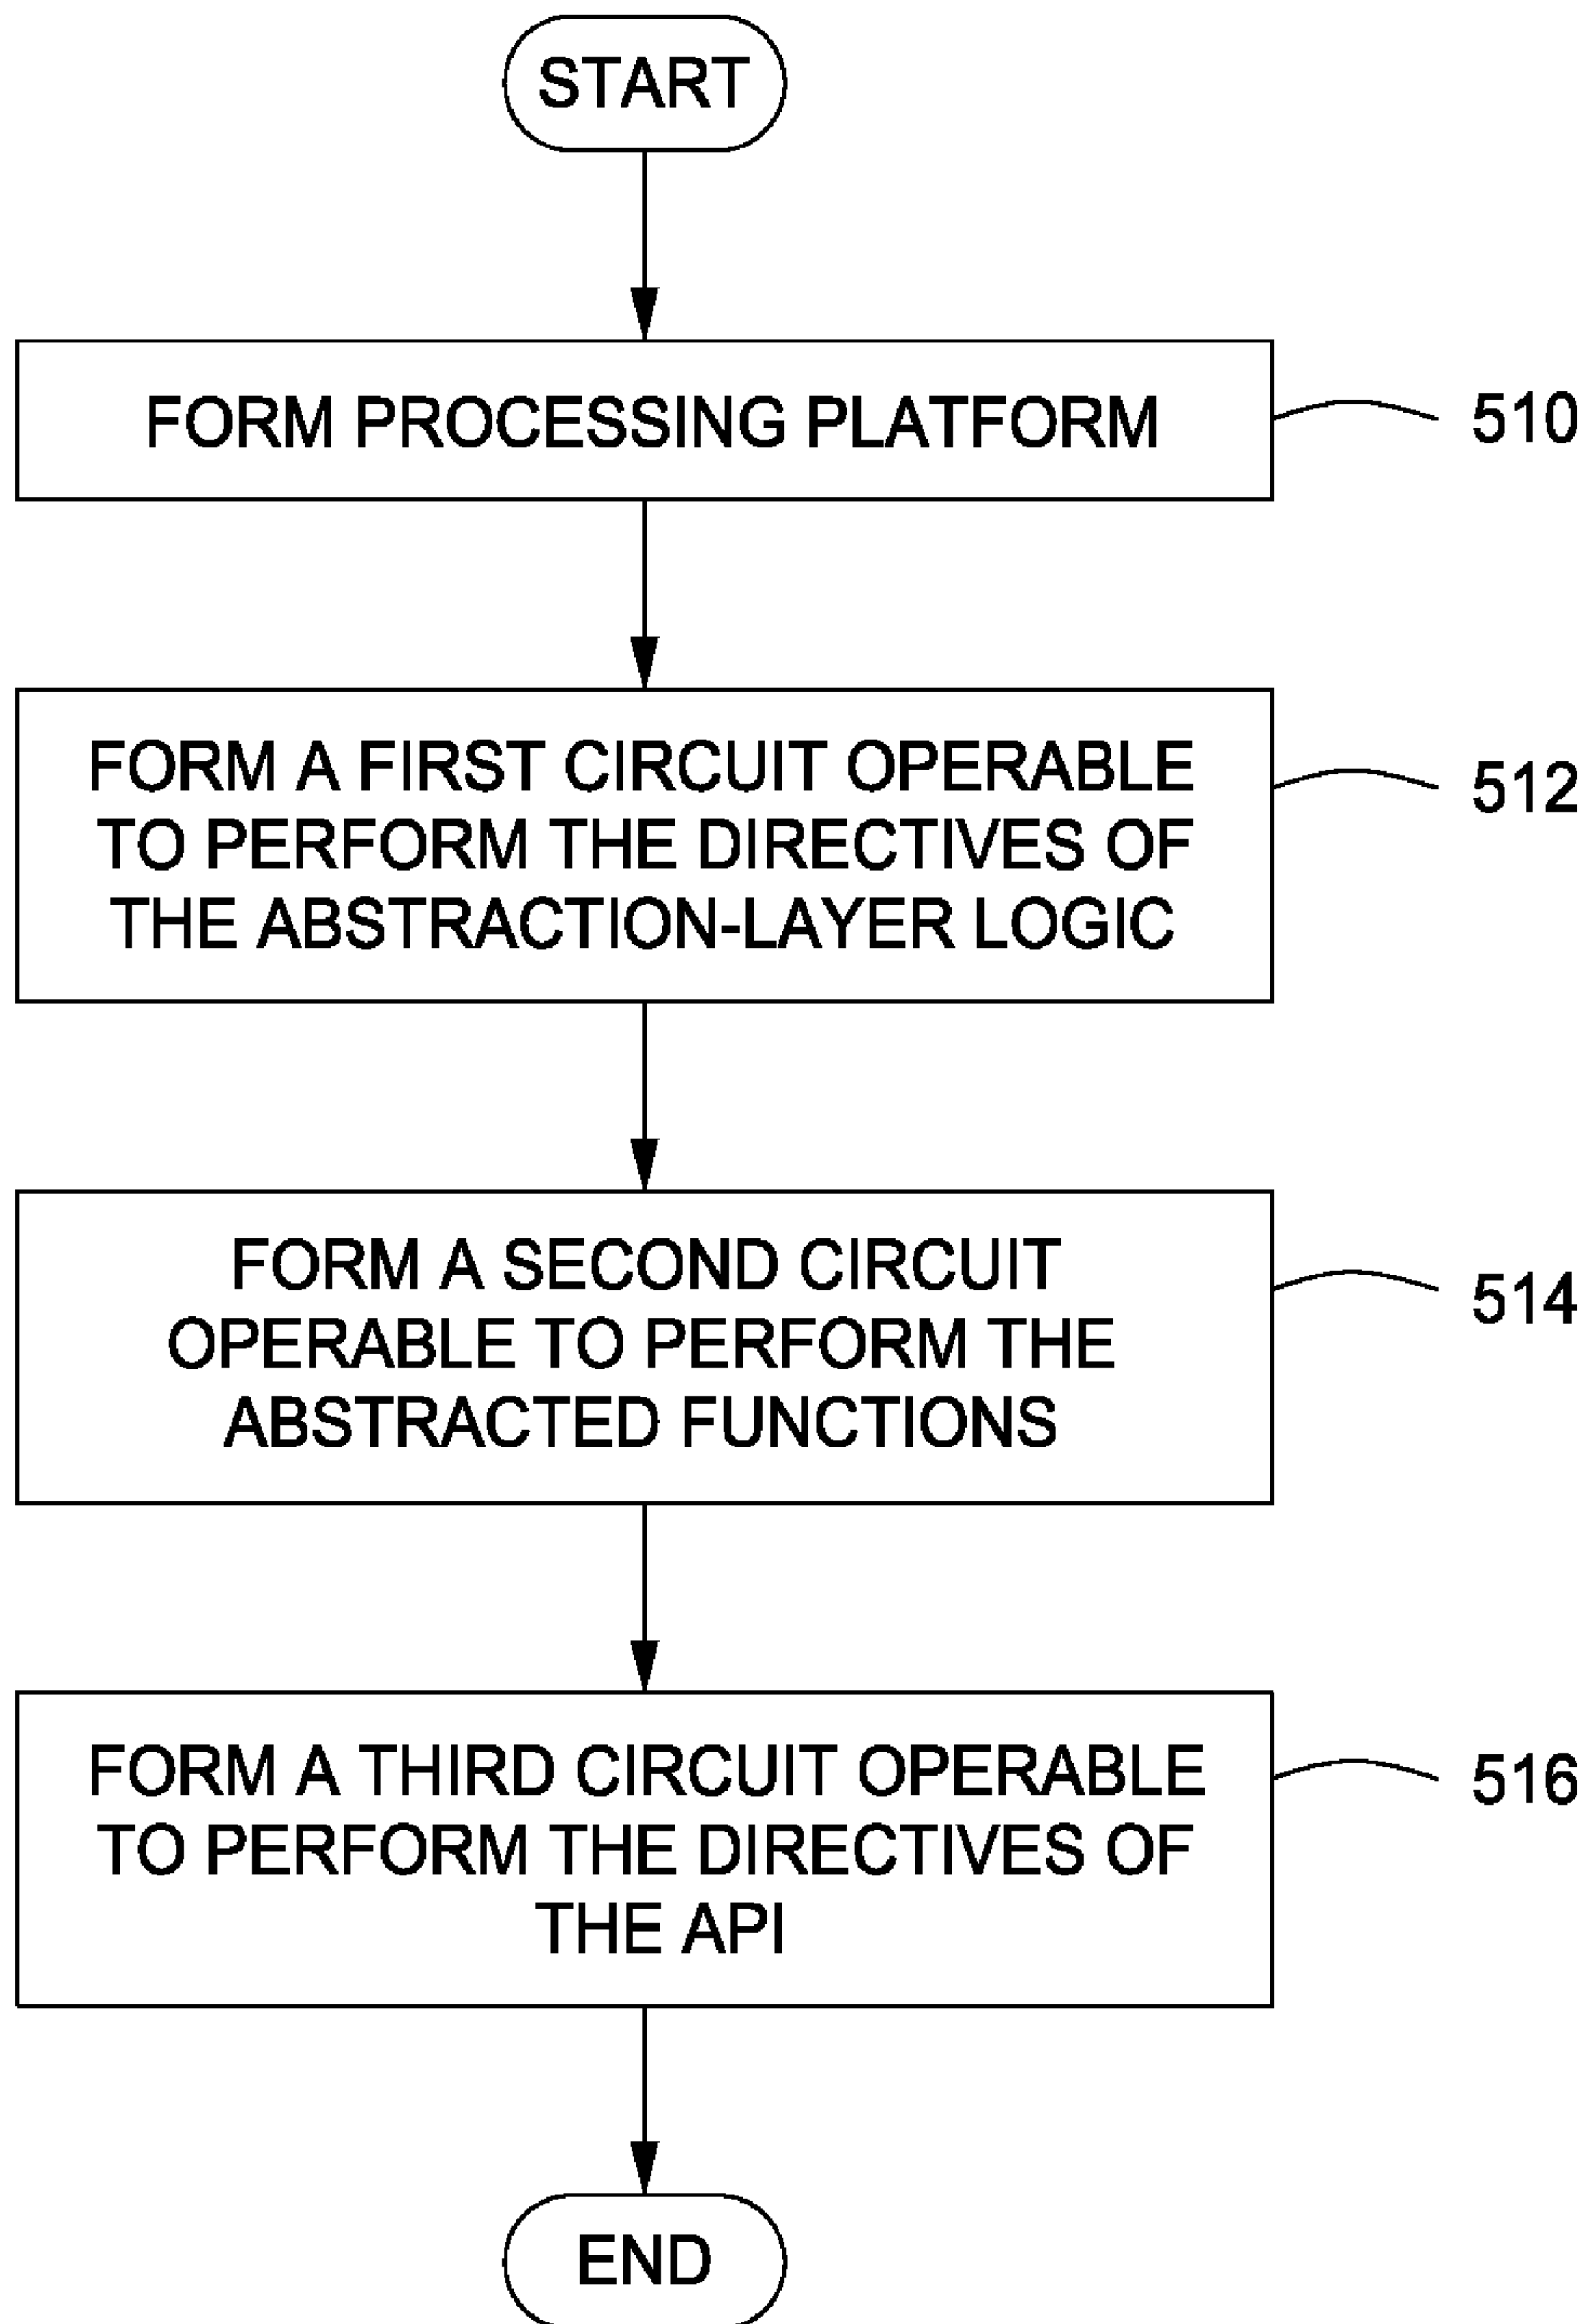 START
FORM PROCESSING PLATFORM
510
FORM A FIRST CIRCUIT OPERABLE
TO PERFORM THE DIRECTIVES OF
THE ABSTRACTION-LAYER LOGIC
512
FORM A SECOND CIRCUIT
OPERABLE TO PERFORM THE
ABSTRACTED FUNCTIONS
514
FORM A THIRD CIRCUIT OPERABLE
TO PERFORM THE DIRECTIVES OF
THE API
516
END